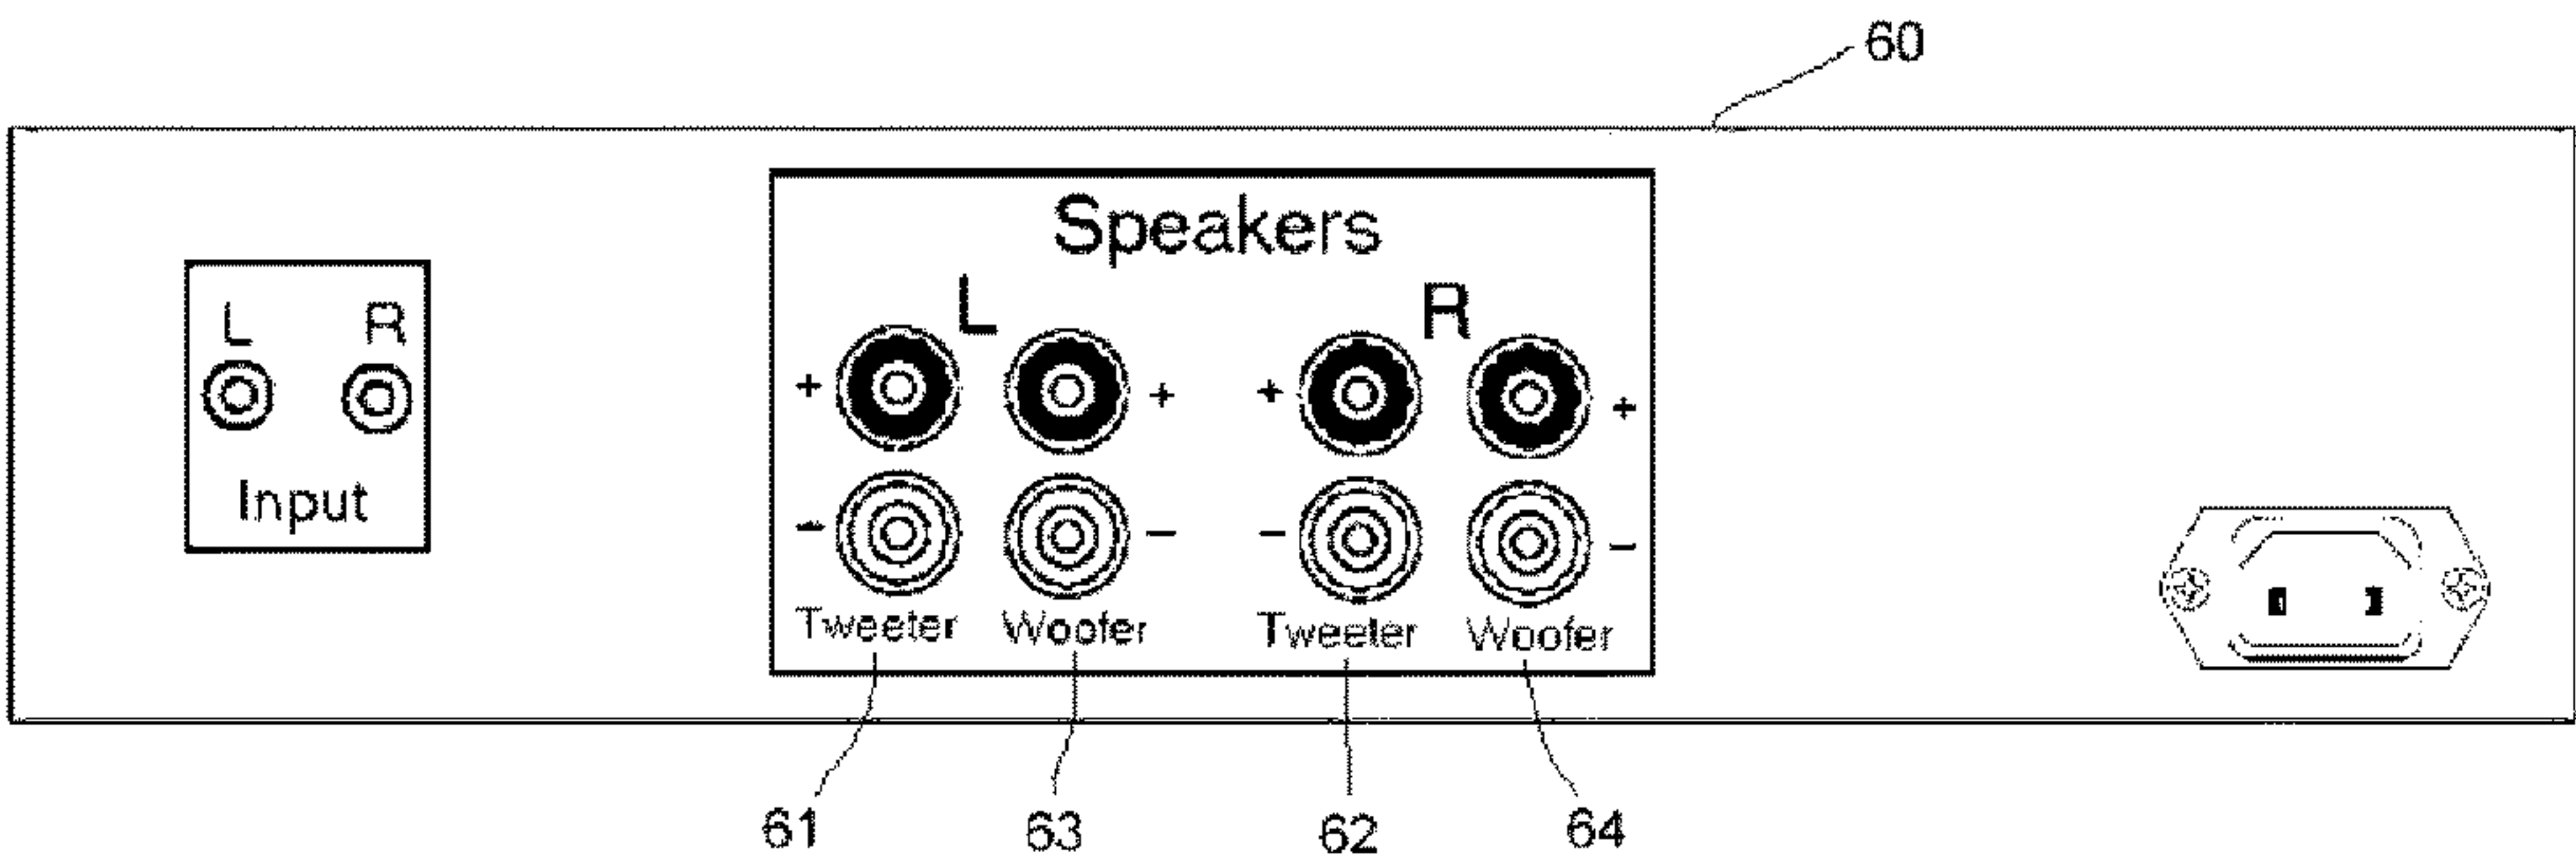 60
Speakers
L R
L R
+ + + +
Input
- - - -
Tweeter Woofer Tweeter Woofer
61 63 62 64